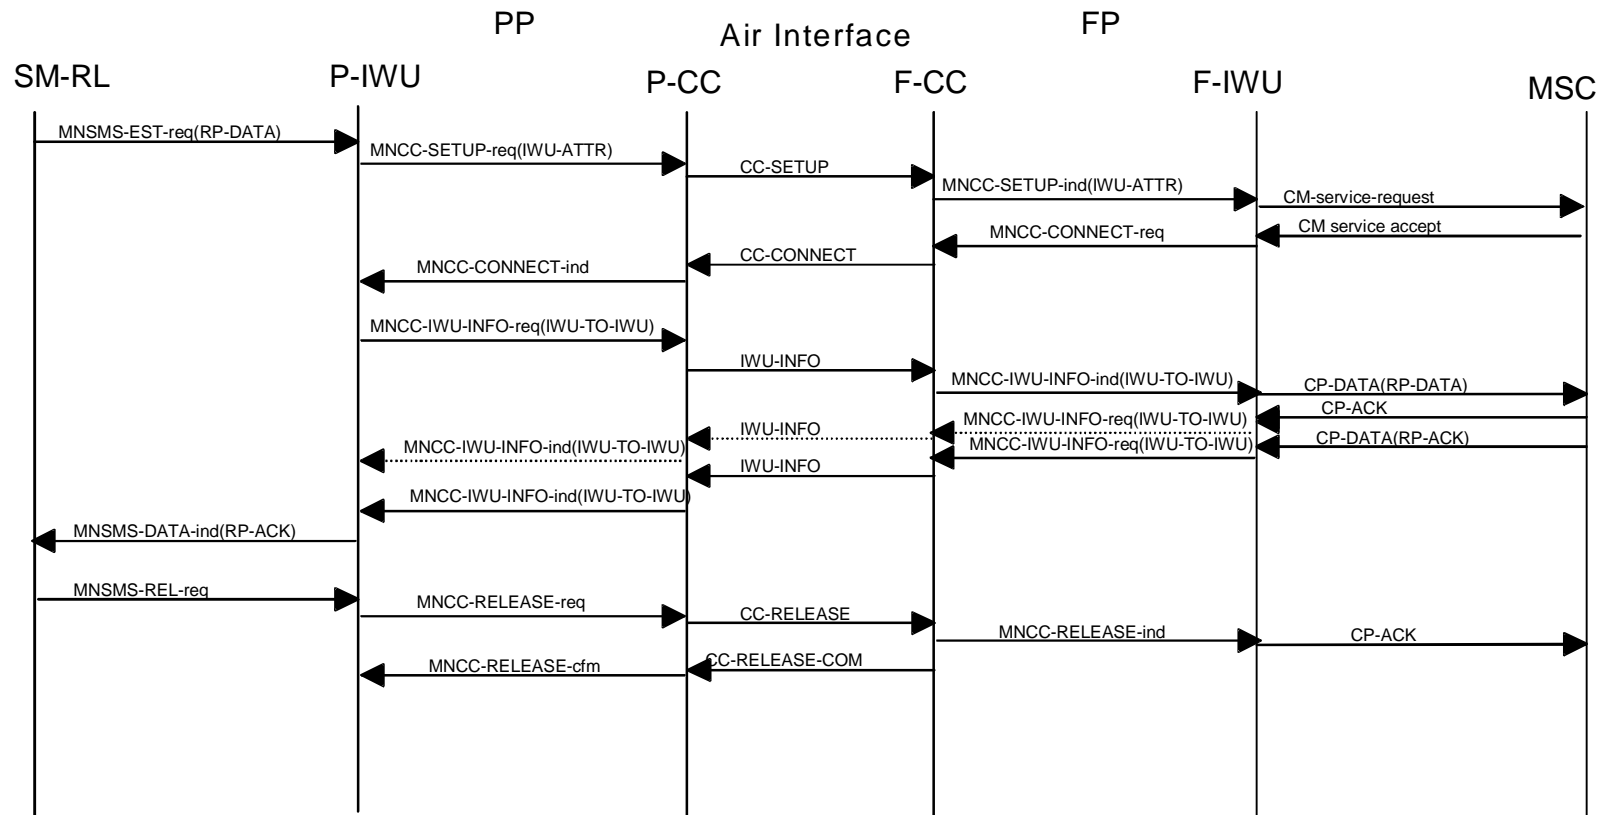 PP
Air Interface
FP
SM-RL
P-IWU
P-CC
F-CC
F-IWU
MSC
MNSMS-EST-req(RP-DATA)
MNCC-SETUP-req(IWU-ATTR)
CC-SETUP
MNCC-SETUP-ind(IWU-ATTR)
CM-service-request
CM service accept
MNCC-CONNECT-req
CC-CONNECT
MNCC-CONNECT-ind
MNCC-IWU-INFO-req(IWU-TO-IWU)
IWU-INFO
MNCC-IWU-INFO-ind(IWU-TO-IWU)
CP-DATA(RP-DATA)
CP-ACK
MNCC-IWU-INFO-req(IWU-TO-IWU)
IWU-INFO
MNCC-IWU-INFO-ind(IWU-TO-IWU)
CP-DATA(RP-ACK)
MNCC-IWU-INFO-req(IWU-TO-IWU)
IWU-INFO
MNCC-IWU-INFO-ind(IWU-TO-IWU)
MNSMS-DATA-ind(RP-ACK)
MNSMS-REL-req
MNCC-RELEASE-req
CC-RELEASE
MNCC-RELEASE-ind
CP-ACK
CC-RELEASE-COM
MNCC-RELEASE-cfm